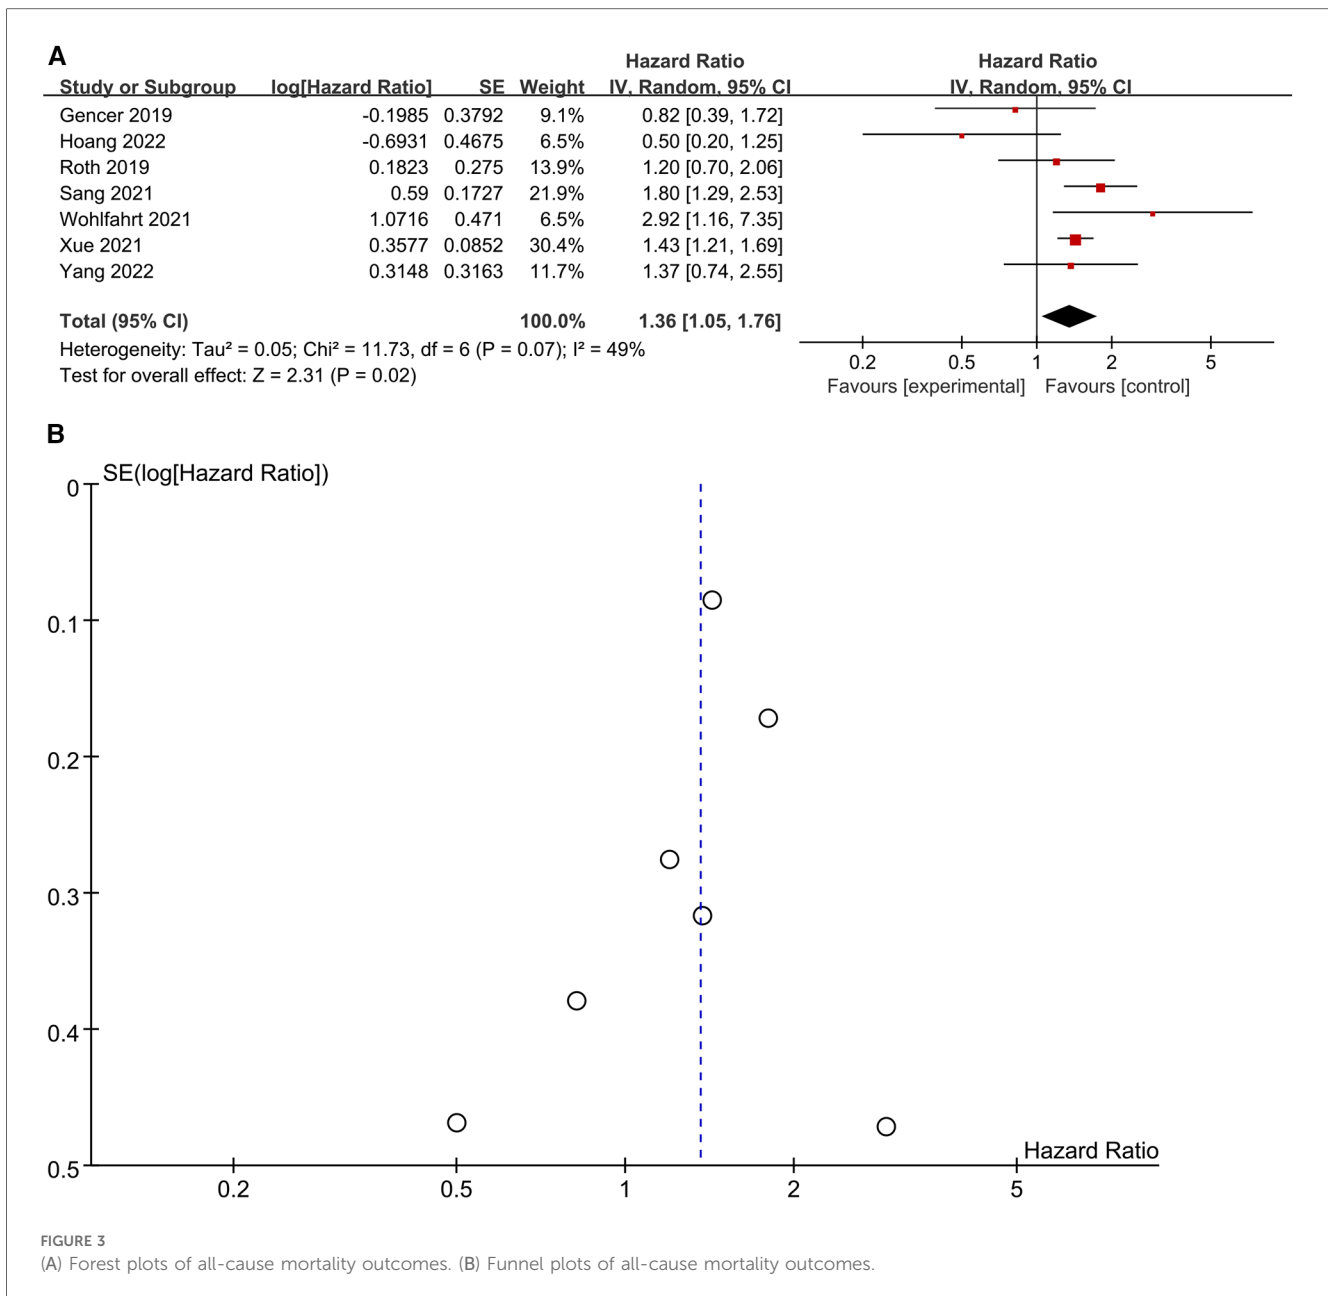 A
Hazard Ratio Hazard Ratio
Study or Subgroup log[Hazard Ratio] SE Weight IV, Random, 95% CI IV, Random, 95% CI
Gencer 2019 -0.1985 0.3792 9.1% 0.82 [0.39, 1.72]
Hoang 2022 -0.6931 0.4675 6.5% 0.50 [0.20, 1.25]
Roth 2019 0.1823 0.275 13.9% 1.20 [0.70, 2.06]
Sang 2021 0.59 0.1727 21.9% 1.80 [1.29, 2.53]
Wohlfahrt 2021 1.0716 0.471 6.5% 2.92 [1.16, 7.35]
Xue 2021 0.3577 0.0852 30.4% 1.43 [1.21, 1.69]
Yang 2022 0.3148 0.3163 11.7% 1.37 [0.74, 2.55]
Total (95% CI) 100.0% 1.36 [1.05, 1.76]
Heterogeneity: Tau² = 0.05; Chi² = 11.73, df = 6 (P = 0.07); I² = 49%
Test for overall effect: Z = 2.31 (P = 0.02)
0.2 0.5 1 2 5
Favours [experimental] Favours [control]
B
SE(log[Hazard Ratio])
0
0.1
0.2
0.3
0.4
0.5
Hazard Ratio
0.2 0.5 1 2 5
FIGURE 3
(A) Forest plots of all-cause mortality outcomes. (B) Funnel plots of all-cause mortality outcomes.